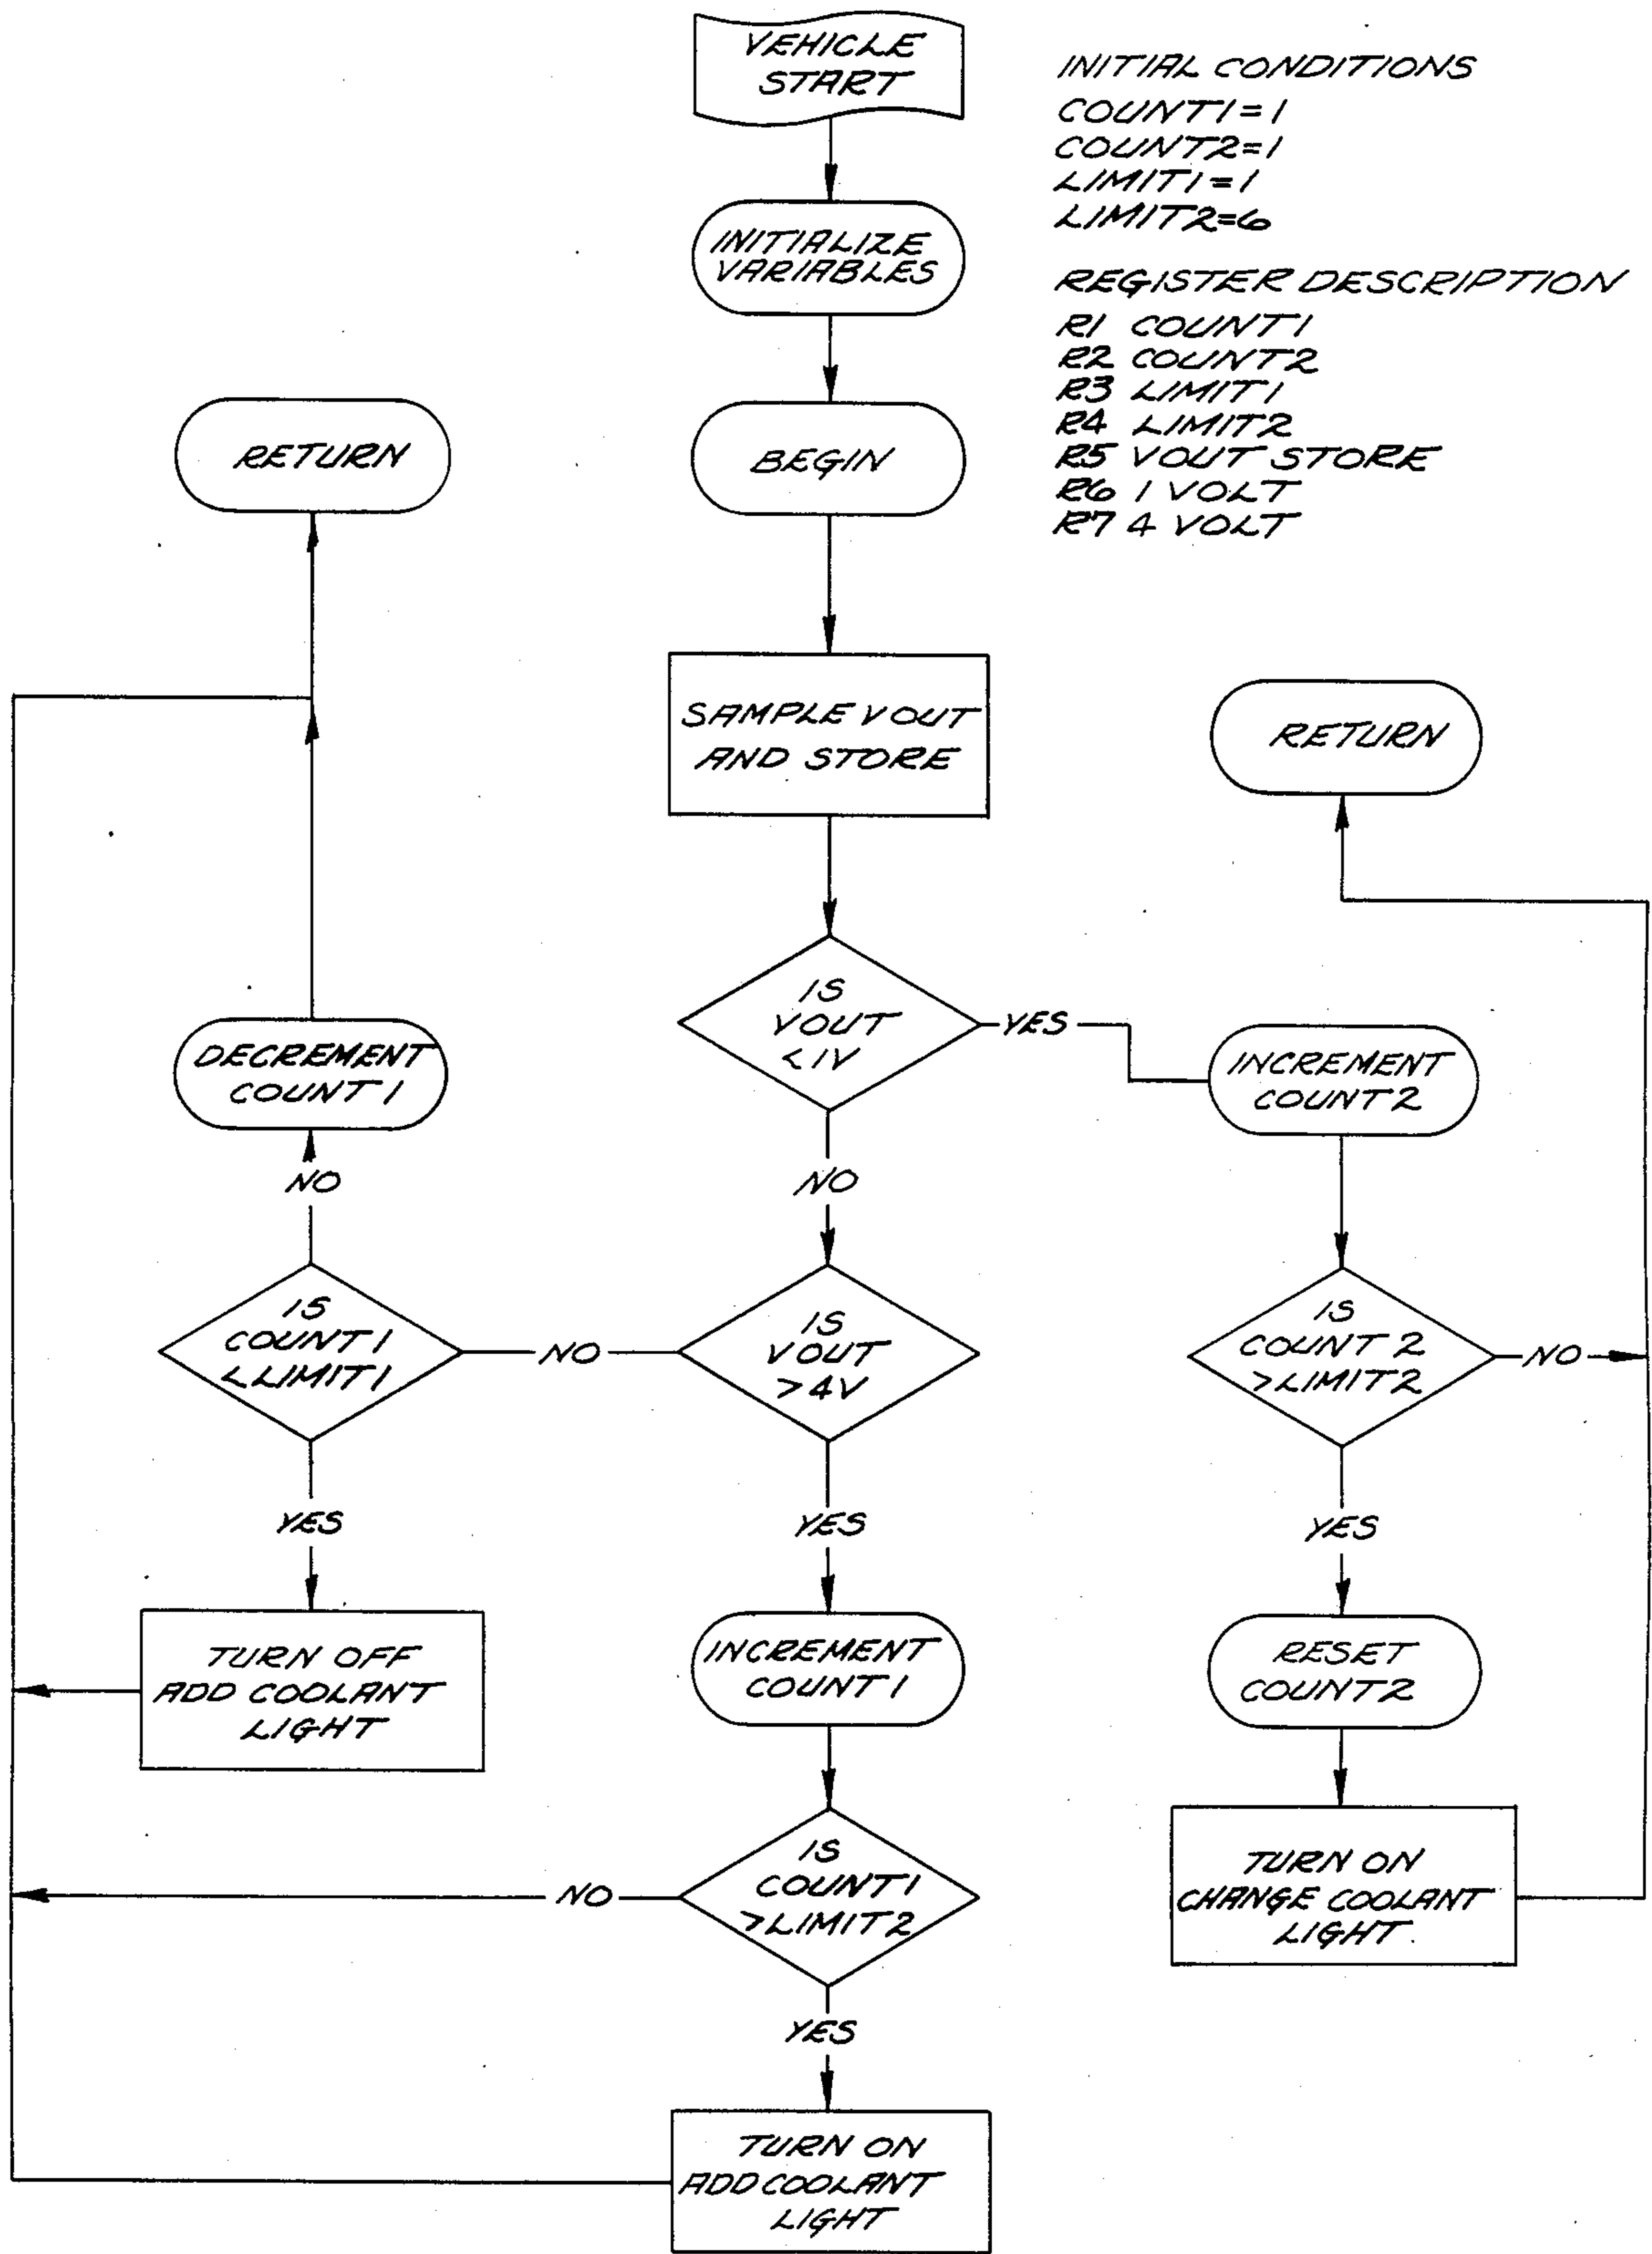 VEHICLE
START
INITIAL CONDITIONS
COUNT1=1
COUNT2=1
LIMIT1=1
LIMIT2=6
INITIALIZE
VARIABLES
REGISTER DESCRIPTION
R1 COUNT1
R2 COUNT2
R3 LIMIT1
R4 LIMIT2
R5 VOUT STORE
R6 1 VOLT
R7 4 VOLT
RETURN
BEGIN
SAMPLE VOUT
AND STORE
RETURN
IS
VOUT
<1V
YES
INCREMENT
COUNT2
DECREMENT
COUNT1
NO
NO
IS
COUNT1
<LIMIT1
NO
IS
VOUT
>4V
IS
COUNT 2
>LIMIT2
NO
YES
YES
YES
TURN OFF
ADD COOLANT
LIGHT
INCREMENT
COUNT1
RESET
COUNT2
IS
COUNT1
>LIMIT2
NO
TURN ON
CHANGE COOLANT
LIGHT
YES
TURN ON
ADD COOLANT
LIGHT